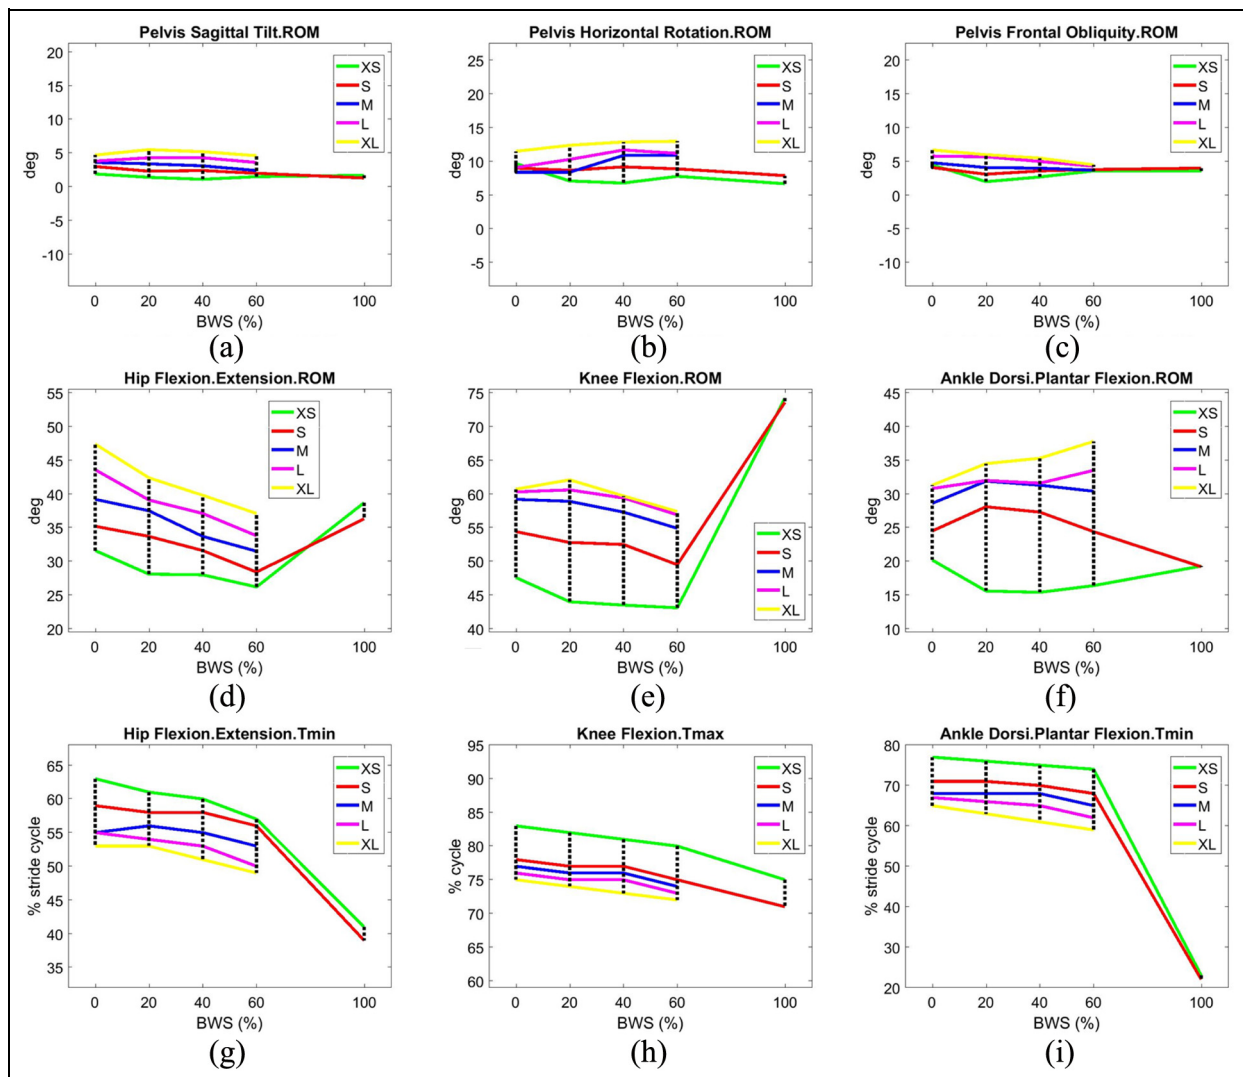 Pelvis Sagittal Tilt.ROM
20
15
10
5
0
-5
-10
deg
XS
S
M
L
XL
0 20 40 60 100
BWS (%)
(a)
Pelvis Horizontal Rotation.ROM
25
20
15
10
5
0
-5
deg
XS
S
M
L
XL
0 20 40 60 100
BWS (%)
(b)
Pelvis Frontal Obliquity.ROM
20
15
10
5
0
-5
-10
deg
XS
S
M
L
XL
0 20 40 60 100
BWS (%)
(c)
Hip Flexion.Extension.ROM
55
50
45
40
35
30
25
20
deg
XS
S
M
L
XL
0 20 40 60 100
BWS (%)
(d)
Knee Flexion.ROM
75
70
65
60
55
50
45
40
deg
XS
S
M
L
XL
0 20 40 60 100
BWS (%)
(e)
Ankle Dorsi.Plantar Flexion.ROM
45
40
35
30
25
20
15
10
deg
XS
S
M
L
XL
0 20 40 60 100
BWS (%)
(f)
Hip Flexion.Extension.Tmin
65
60
55
50
45
40
35
% stride cycle
XS
S
M
L
XL
0 20 40 60 100
BWS (%)
(g)
Knee Flexion.Tmax
95
90
85
80
75
70
65
60
% cycle
XS
S
M
L
XL
0 20 40 60 100
BWS (%)
(h)
Ankle Dorsi.Plantar Flexion.Tmin
80
70
60
50
40
30
20
% stride cycle
XS
S
M
L
XL
0 20 40 60 100
BWS (%)
(i)